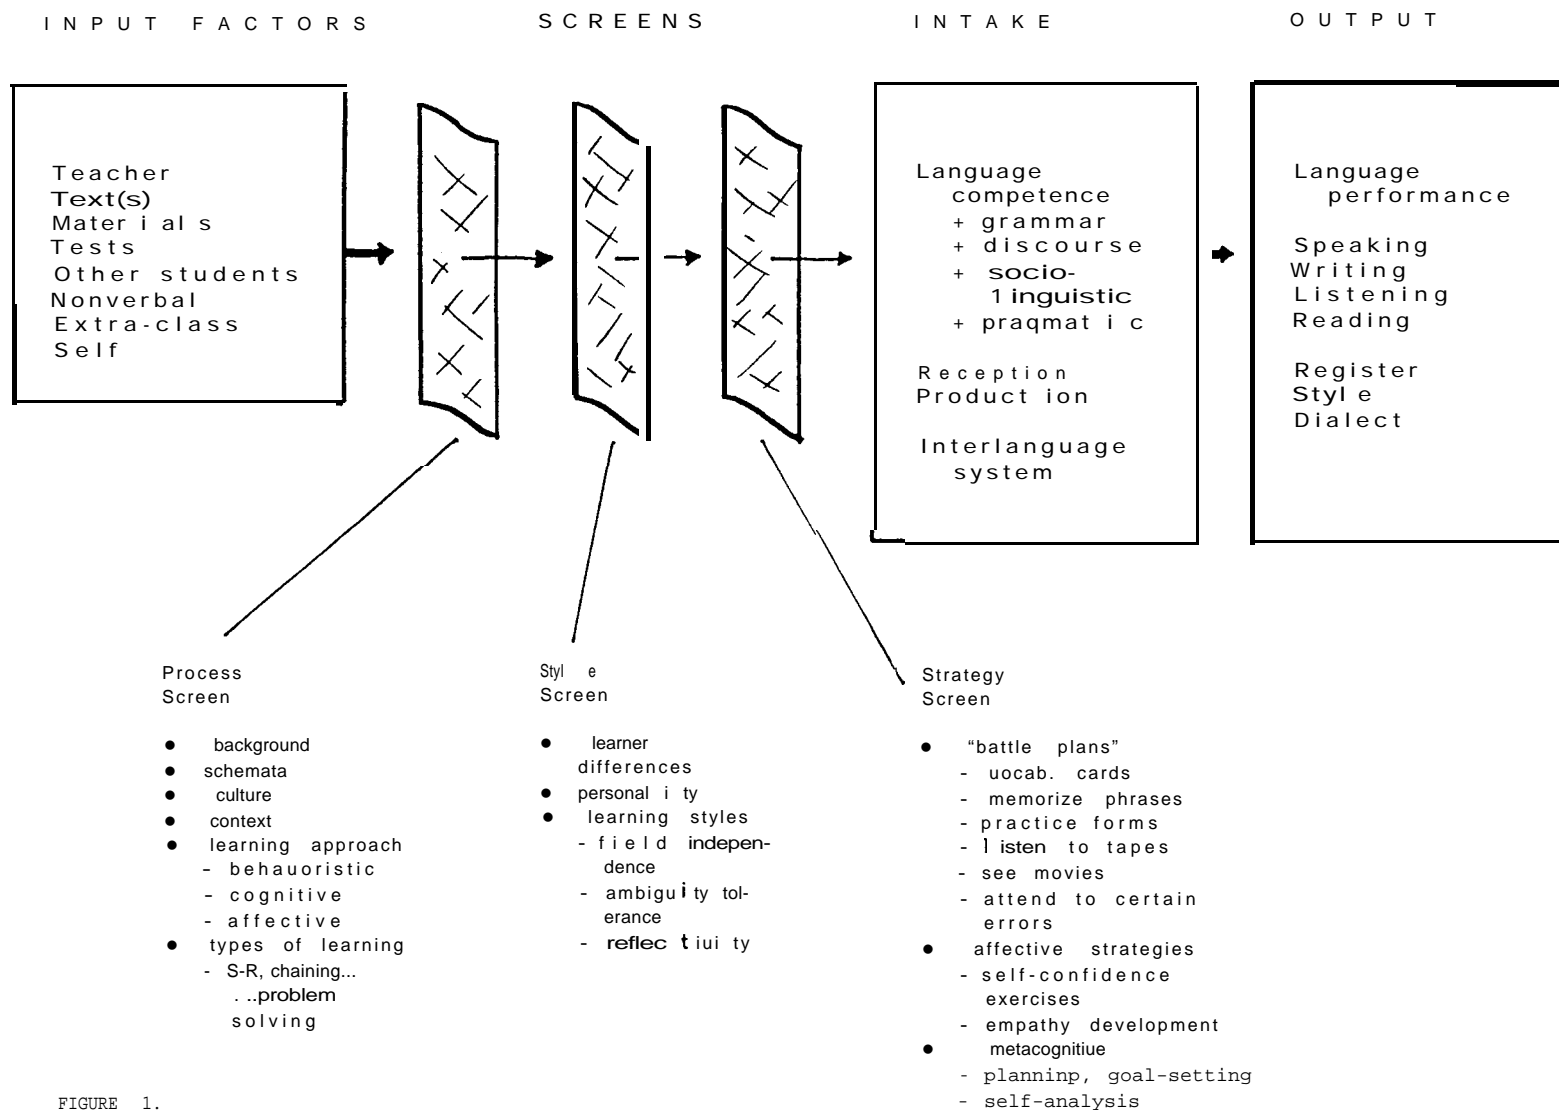 INPUT FACTORS
SCREENS
INTAKE
OUTPUT
Teacher
Text(s)
Materials
Tests
Other students
Nonverbal
Extra-class
Self
Language
competence
+ grammar
+ discourse
+ socio-
1inguistic
+ praqmatic
Reception
Production
Interlanguage
system
Language
performance
Speaking
Writing
Listening
Reading
Register
Style
Dialect
Process
Screen
● background
● schemata
● culture
● context
● learning approach
- behauoristic
- cognitive
- affective
● types of learning
- S-R, chaining...
...problem
solving
Style
Screen
● learner
differences
● personality
● learning styles
- field indepen-
dence
- ambiguity tol-
erance
- reflectiuity
Strategy
Screen
● “battle plans”
- uocab. cards
- memorize phrases
- practice forms
- listen to tapes
- see movies
- attend to certain
errors
● affective strategies
- self-confidence
exercises
- empathy development
● metacognitiue
- planninp, goal-setting
- self-analysis
FIGURE 1.